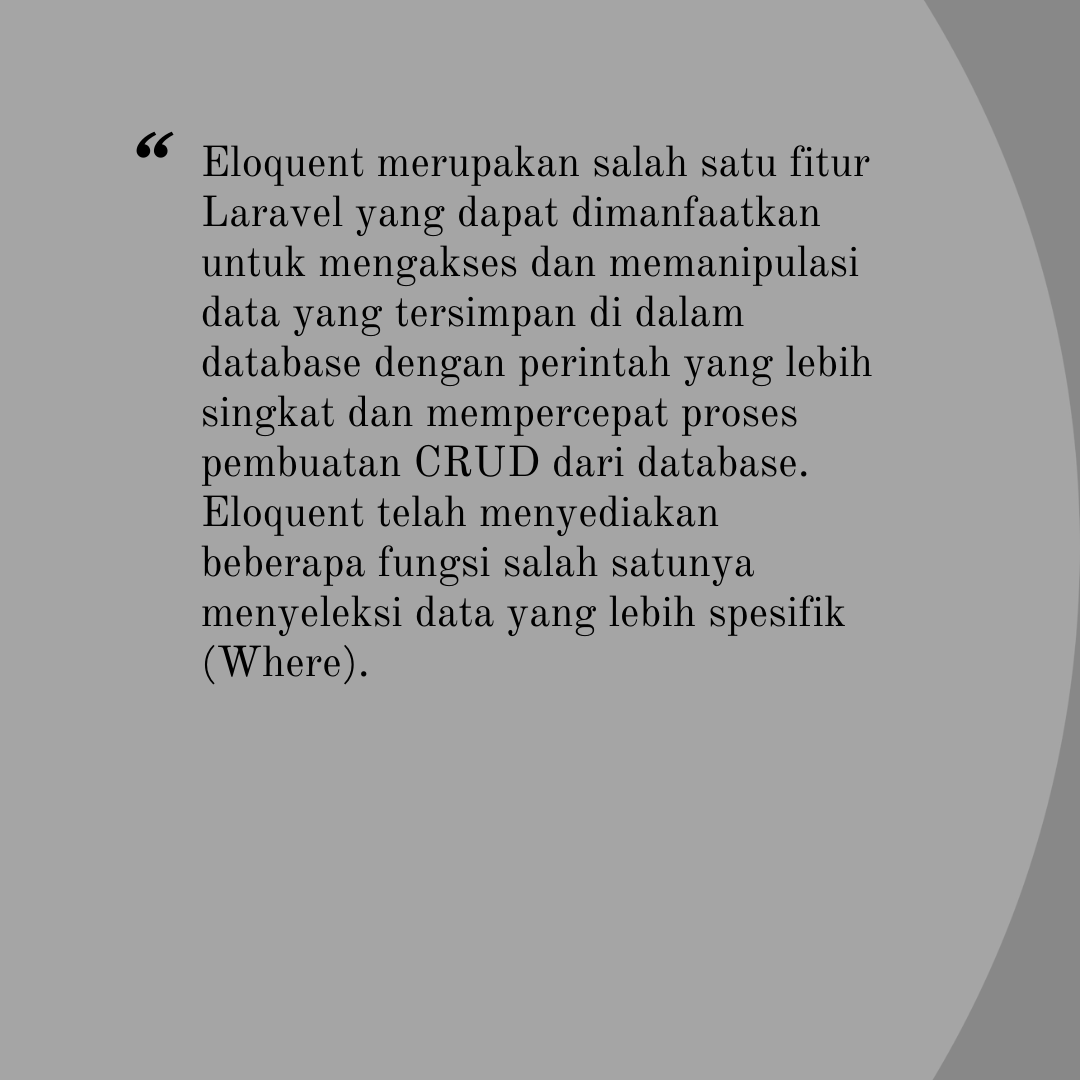 “ Eloquent merupakan salah satu fitur
Laravel yang dapat dimanfaatkan
untuk mengakses dan memanipulasi
data yang tersimpan di dalam
database dengan perintah yang lebih
singkat dan mempercepat proses
pembuatan CRUD dari database.
Eloquent telah menyediakan
beberapa fungsi salah satunya
menyeleksi data yang lebih spesifik
(Where).